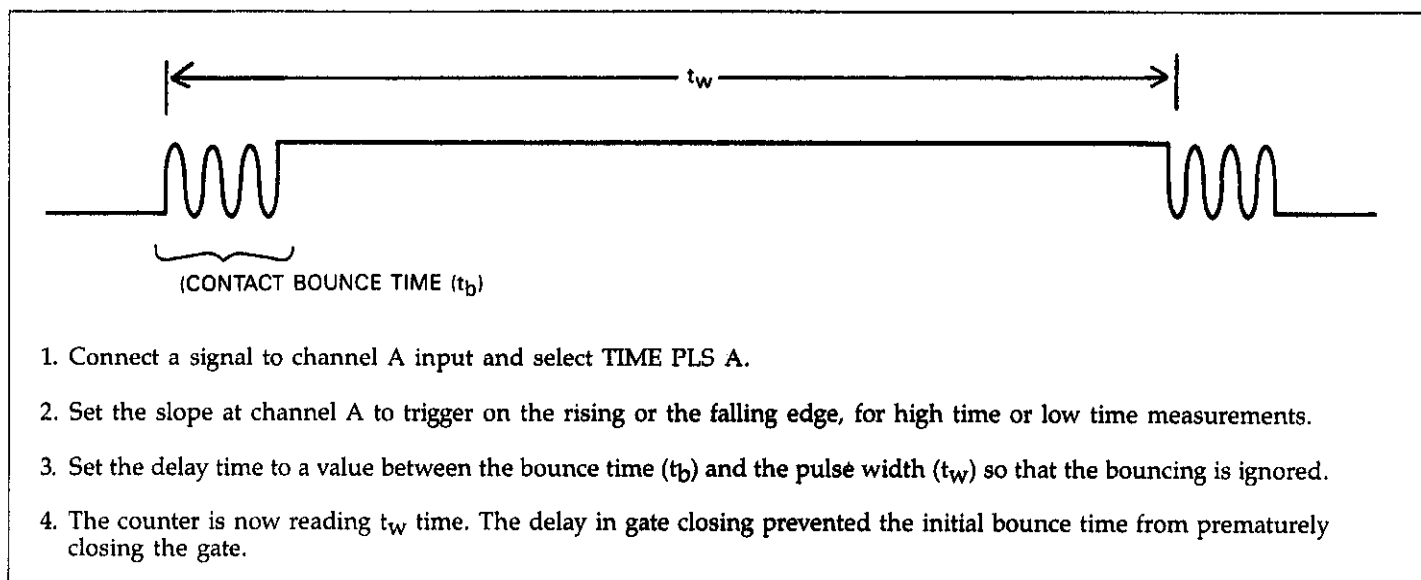 tw
(CONTACT BOUNCE TIME (tb)
1. Connect a signal to channel A input and select TIME PLS A.
2. Set the slope at channel A to trigger on the rising or the falling edge, for high time or low time measurements.
3. Set the delay time to a value between the bounce time (tb) and the pulse width (tw) so that the bouncing is ignored.
4. The counter is now reading tw time. The delay in gate closing prevented the initial bounce time from prematurely
closing the gate.